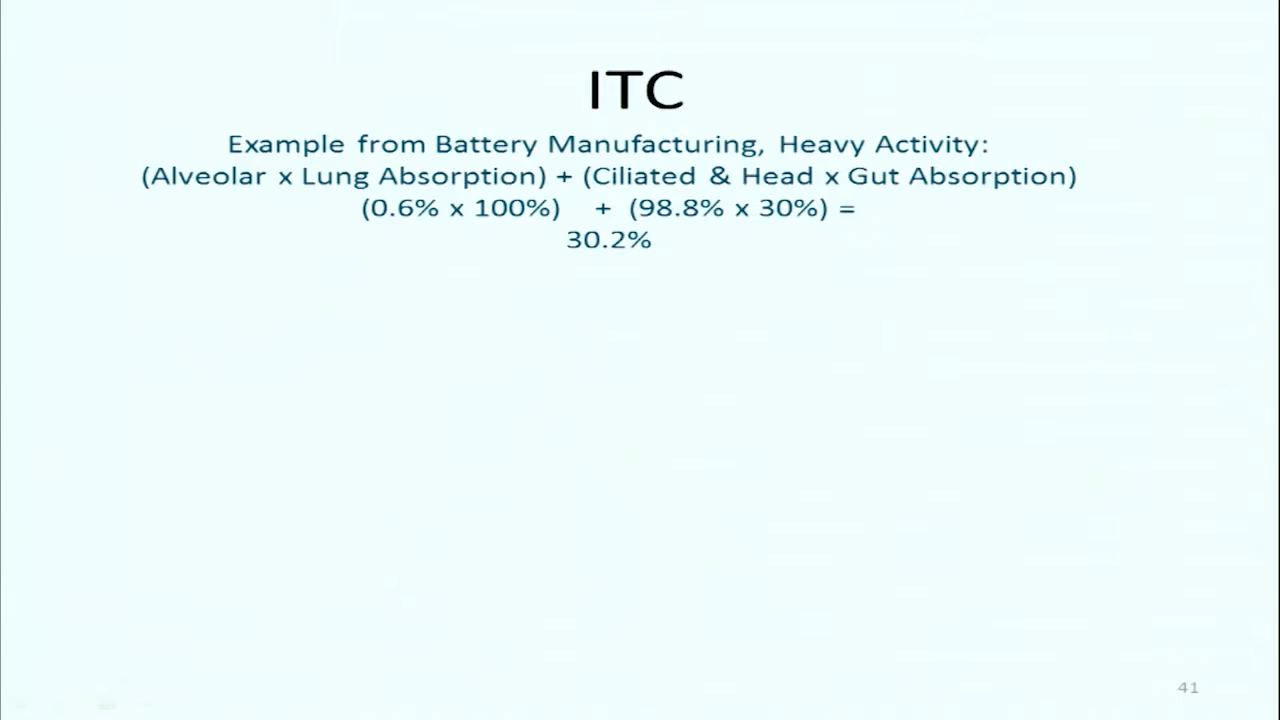 ITC
Example from Battery Manufacturing, Heavy Activity:
(Alveolar x Lung Absorption) + (Ciliated & Head x Gut Absorption)
(0.6% x 100%) + (98.8% x 30%) =
30.2%
41